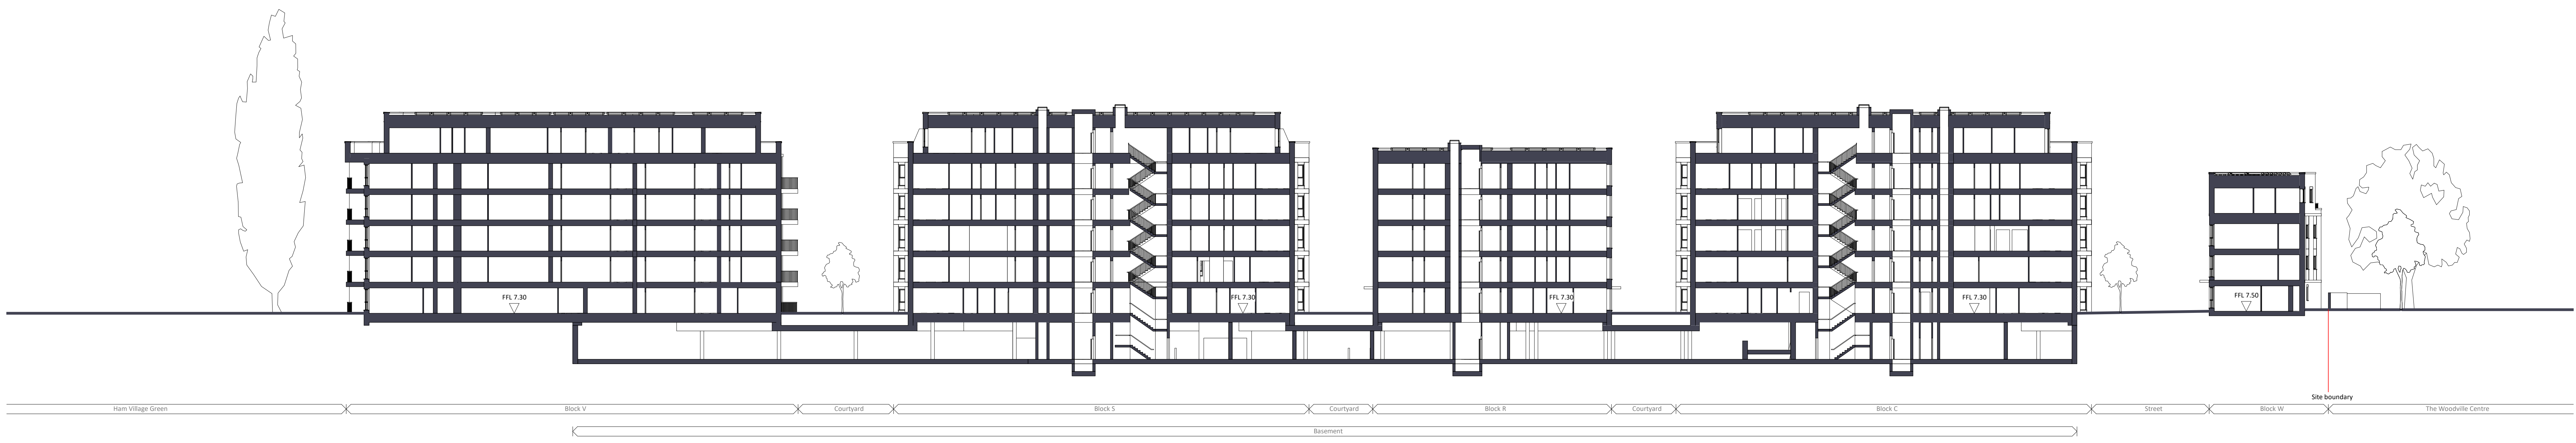 FFL 7.30
FFL 7.30
FFL 7.30
FFL 7.30
FFL 7.50
Site boundary
Ham Village Green
Block V
Courtyard
Block S
Courtyard
Block R
Courtyard
Block C
Street
Block W
The Woodville Centre
Basement